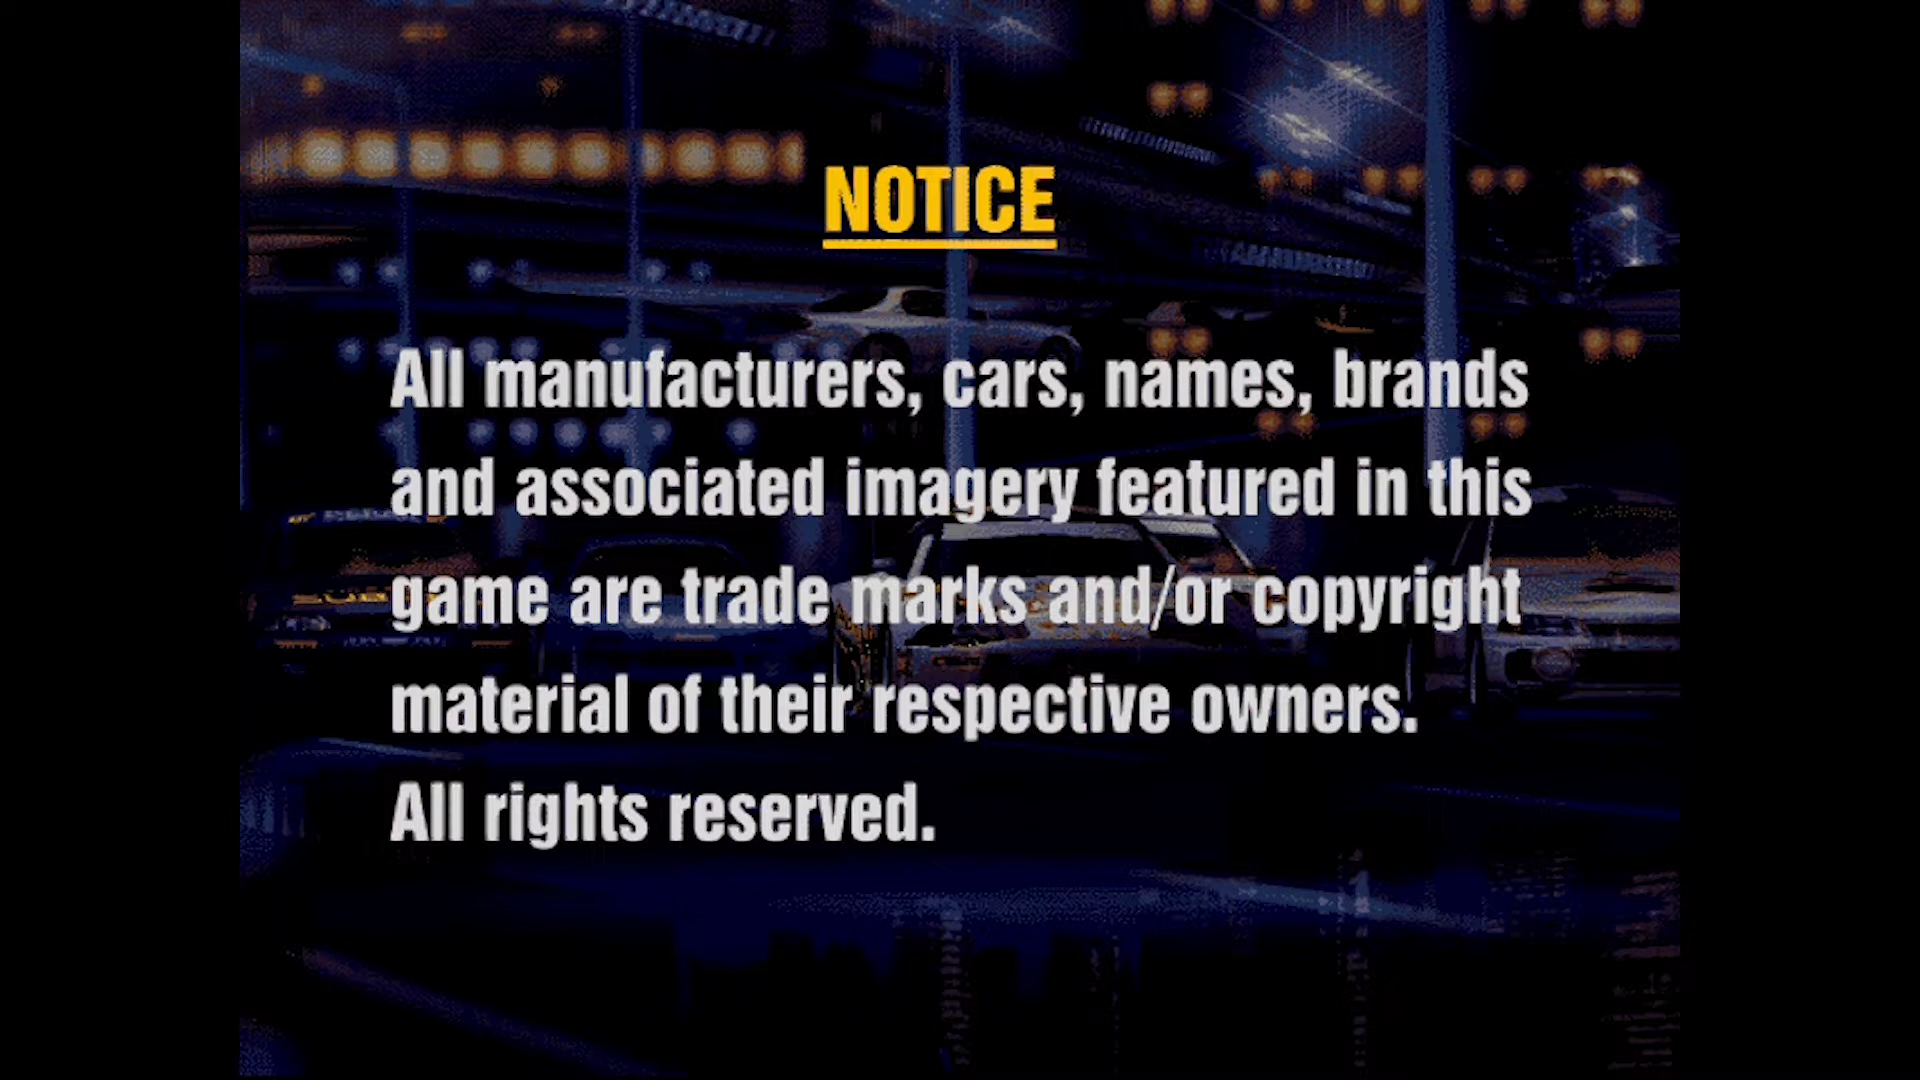 NOTICE
All manufacturers, cars, names, brands
and associated imagery featured in this
game are trade marks and/or copyright
material of their respective owners.
All rights reserved.